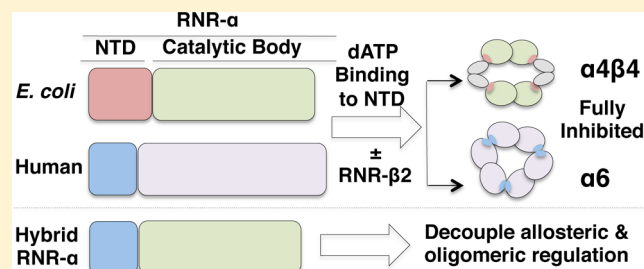 RNR-α
NTD Catalytic Body
E. coli
Human
dATP
Binding
to NTD
±
RNR-β2
α4β4
Fully
Inhibited
α6
Hybrid
RNR-α
Decouple allosteric &
oligomeric regulation